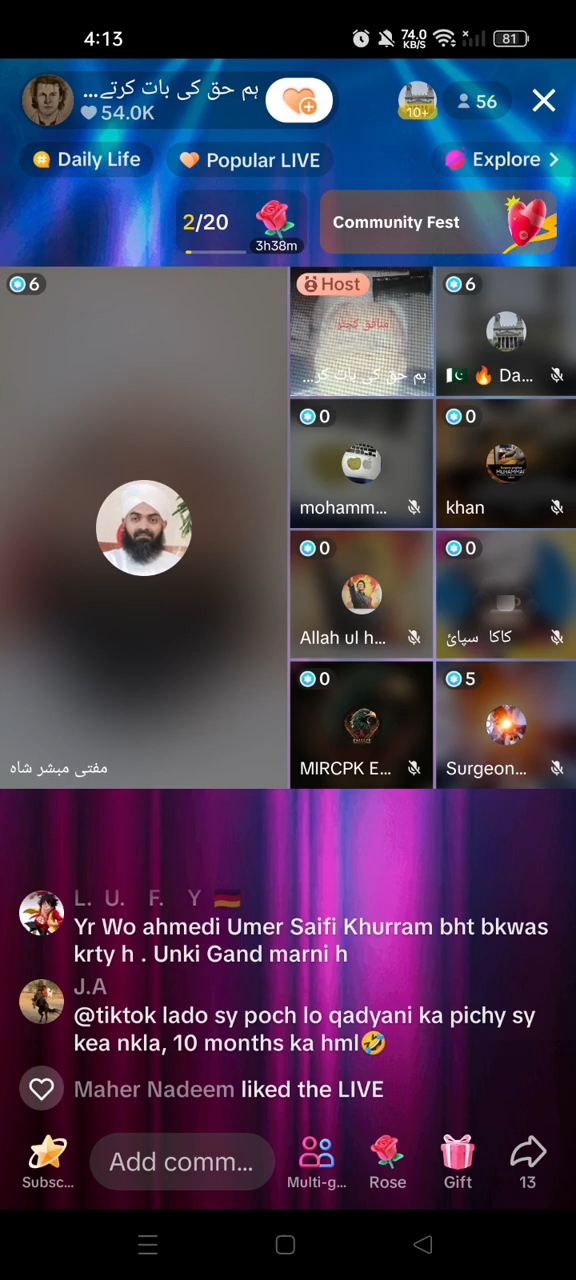 4:13
74.0
KB/S
81
ہم حق کی بات کرتے...
54.0K
10+
56
Daily Life
Popular LIVE
Explore
2/20
3h38m
Community Fest
6
مفتی مبشر شاہ
Host
ہم حق کی بات کر...
6
Da...
0
mohamm...
0
khan
0
Allah ul h...
0
کاکا سپائ
0
MIRCPK E...
5
Surgeon...
L. U. F. Y
Yr Wo ahmedi Umer Saifi Khurram bht bkwas
krty h . Unki Gand marni h
J.A
@tiktok lado sy poch lo qadyani ka pichy sy
kea nkla, 10 months ka hml🤣
Maher Nadeem liked the LIVE
Subsc...
Add comm...
Multi-g...
Rose
Gift
13